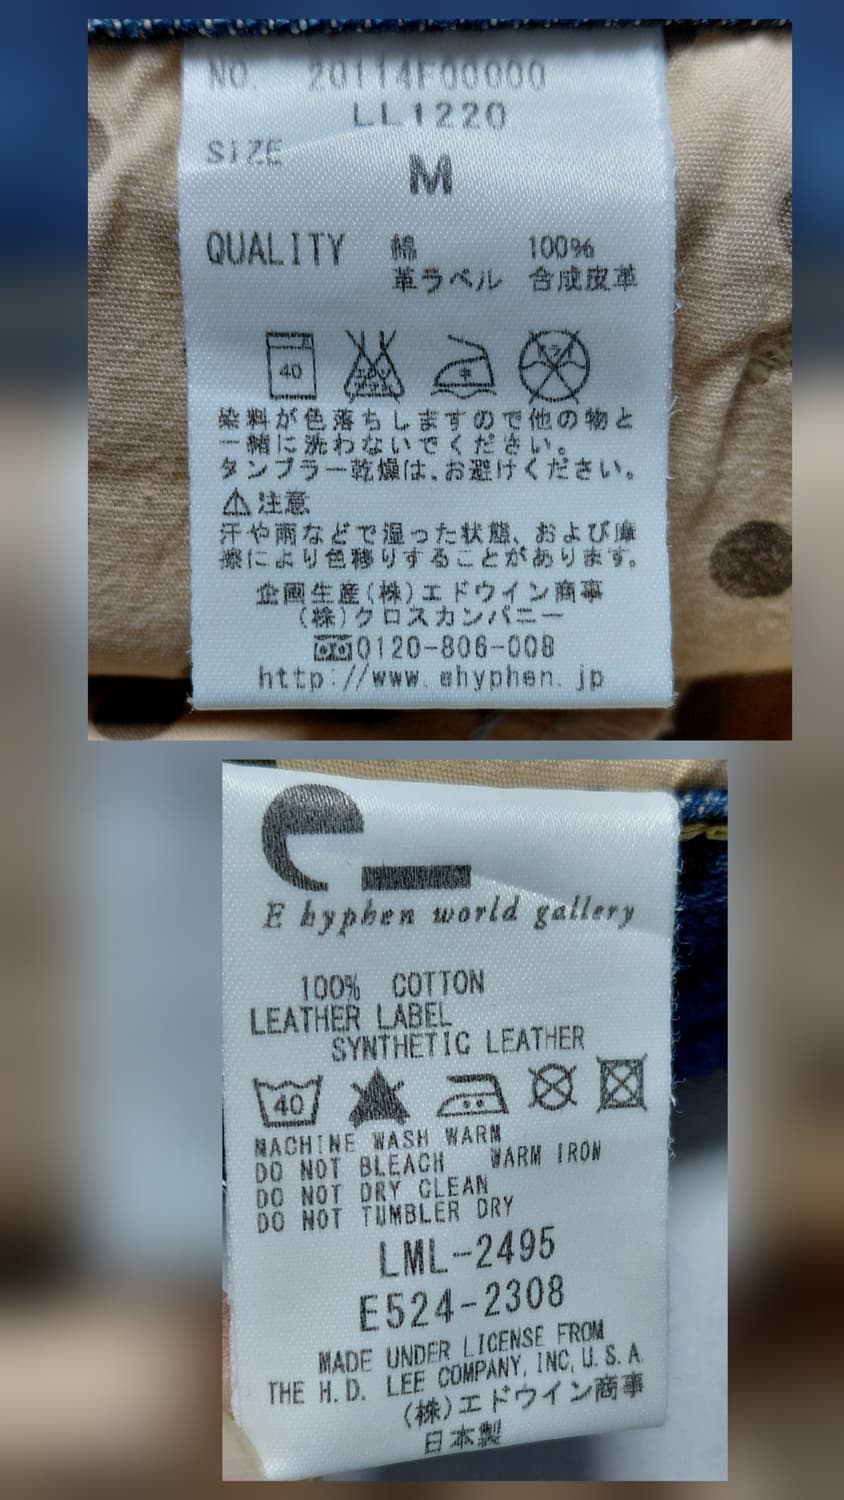 NO. 20114F00000
LL1220
SIZE
M
QUALITY 綿 100%
革ラベル 合成皮革
40
中
ドライ
染料が色落ちしますので他の物と
一緒に洗わないでください。
タンブラー乾燥は、お避けください。
⚠注意
汗や雨などで湿った状態、および摩
擦により色移りすることがあります。
企画生産(株)エドウイン商事
(株)クロスカンパニー
0120-806-008
http://www.ehyphen.jp
e-
E hyphen world gallery
100% COTTON
LEATHER LABEL
SYNTHETIC LEATHER
40
MACHINE WASH WARM
DO NOT BLEACH WARM IRON
DO NOT DRY CLEAN
DO NOT TUMBLER DRY
LML-2495
E524-2308
MADE UNDER LICENSE FROM
THE H.D. LEE COMPANY, INC, U.S.A
(株)エドウイン商事
日本製